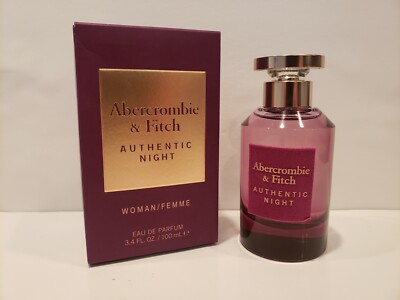 Abercrombie
& Fitch
AUTHENTIC
NIGHT
WOMAN/FEMME
EAU DE PARFUM
3.4 FL.OZ. / 100 mL ℮
Abercrombie
& Fitch
AUTHENTIC
NIGHT